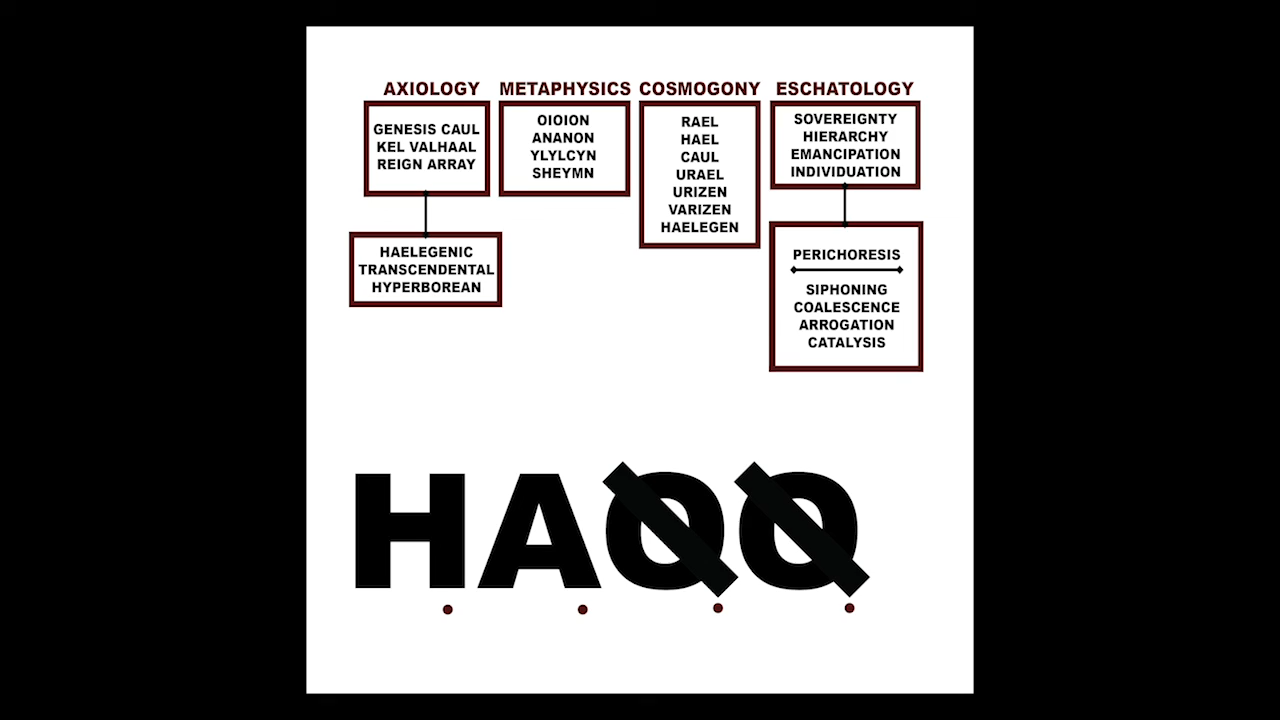 AXIOLOGY
GENESIS CAUL
KEL VALHAAL
REIGN ARRAY
HAELEGENIC
TRANSCENDENTAL
HYPERBOREAN
METAPHYSICS
OIOION
ANANON
YLYLCYN
SHEYMN
COSMOGONY
RAEL
HAEL
CAUL
URAEL
URIZEN
VARIZEN
HAELEGEN
ESCHATOLOGY
SOVEREIGNTY
HIERARCHY
EMANCIPATION
INDIVIDUATION
PERICHORESIS
SIPHONING
COALESCENCE
ARROGATION
CATALYSIS
HAQQ